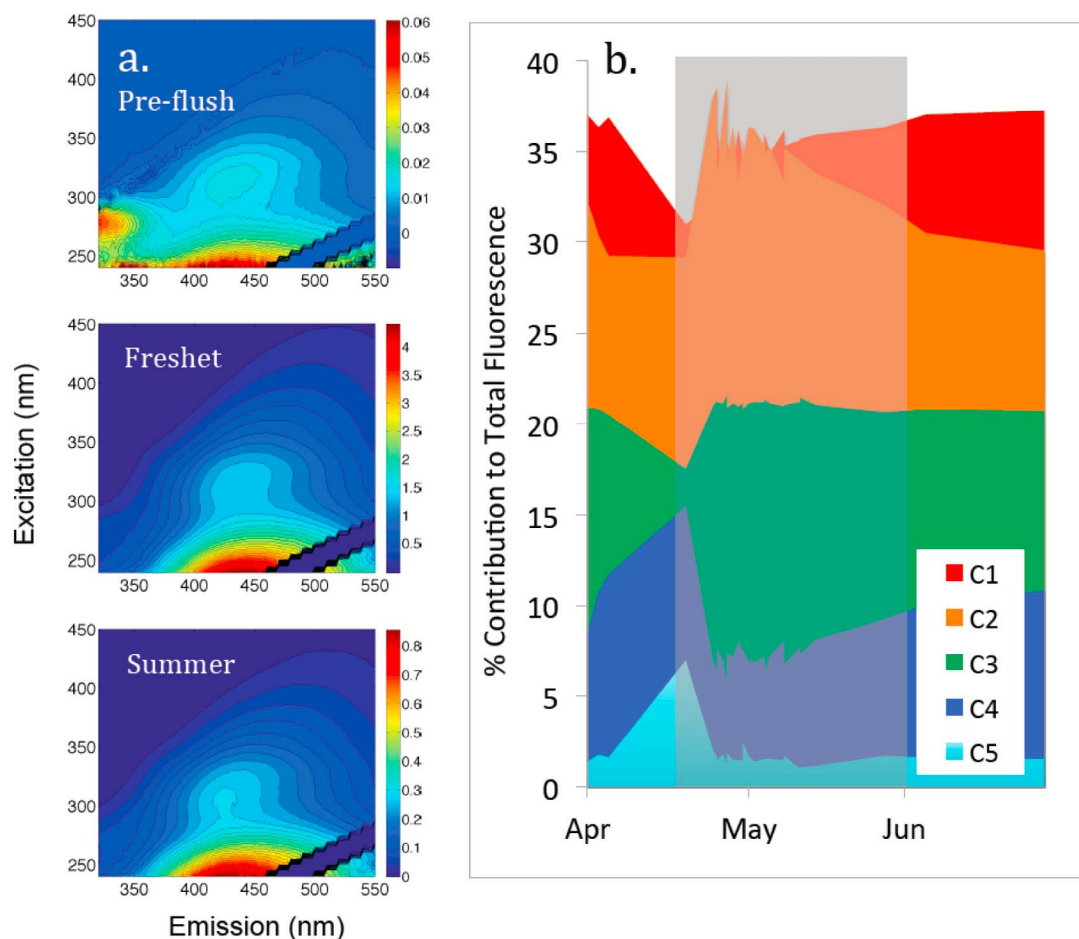 a.
Pre-flush
450
400
350
300
250
350 400 450 500 550
0.06
0.05
0.04
0.03
0.02
0.01
0
Freshet
450
400
350
300
250
350 400 450 500 550
4
3.5
3
2.5
2
1.5
1
0.5
0
Summer
450
400
350
300
250
350 400 450 500 550
0.8
0.7
0.6
0.5
0.4
0.3
0.2
0.1
0
Excitation (nm)
Emission (nm)
b.
% Contribution to Total Fluorescence
40
35
30
25
20
15
10
5
0
Apr May Jun
C1
C2
C3
C4
C5